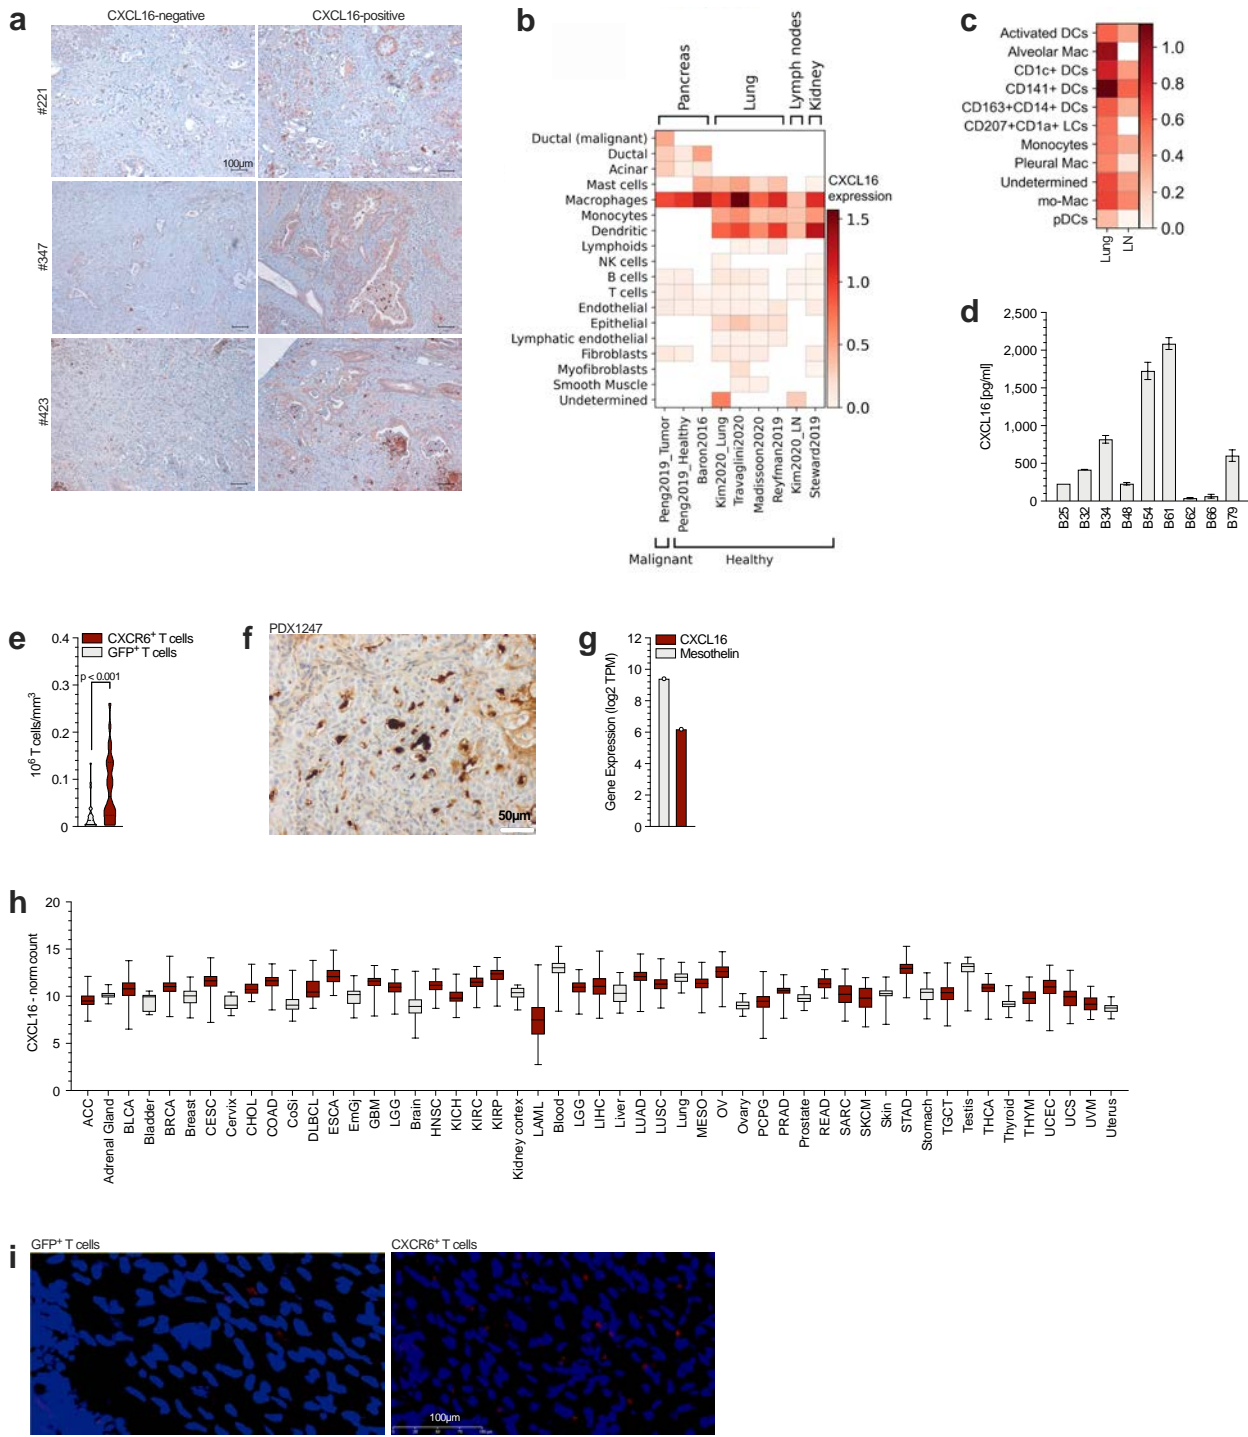 a
CXCL16-negative
CXCL16-positive
#221
#347
#423
100µm
b
Pancreas
Lung
Lymph nodes
Kidney
Ductal (malignant)
Ductal
Acinar
Mast cells
Macrophages
Monocytes
Dendritic
Lymphoids
NK cells
B cells
T cells
Endothelial
Epithelial
Lymphatic endothelial
Fibroblasts
Myofibroblasts
Smooth Muscle
Undetermined
CXCL16
expression
1.5
1.0
0.5
0.0
Peng2019_Tumor
Peng2019_Healthy
Baron2016
Kim2020_Lung
Travaglini2020
Madissoon2020
Reyfman2019
Kim2020_LN
Steward2019
Malignant
Healthy
c
Activated DCs
Alveolar Mac
CD1c+ DCs
CD141+ DCs
CD163+CD14+ DCs
CD207+CD1a+ LCs
Monocytes
Pleural Mac
Undetermined
mo-Mac
pDCs
Lung
LN
1.0
0.8
0.6
0.4
0.2
0.0
d
CXCL16 [pg/ml]
2,500
2,000
1,500
1,000
500
0
B25
B32
B34
B48
B54
B61
B62
B66
B79
e
CXCR6+ T cells
GFP+ T cells
p < 0.001
10⁶ T cells/mm³
0.4
0.3
0.2
0.1
0
f
PDX1247
50µm
g
CXCL16
Mesothelin
Gene Expression (log2 TPM)
12
10
8
6
4
2
0
h
CXCL16 - norm count
20
15
10
5
0
ACC
Adrenal Gland
BLCA
Bladder
BRCA
Breast
CESC
Cervix
CHOL
COAD
CoSi
DLBCL
ESCA
EmGj
GBM
LGG
Brain
HNSC
KICH
KIRC
KIRP
Kidney cortex
LAML
Blood
LGG
LIHC
Liver
LUAD
LUSC
Lung
MESO
OV
Ovary
PCPG
PRAD
Prostate
READ
SARC
SKCM
Skin
STAD
Stomach
TGCT
Testis
THCA
Thyroid
THYM
UCEC
UCS
UVM
Uterus
i
GFP+ T cells
CXCR6+ T cells
100µm